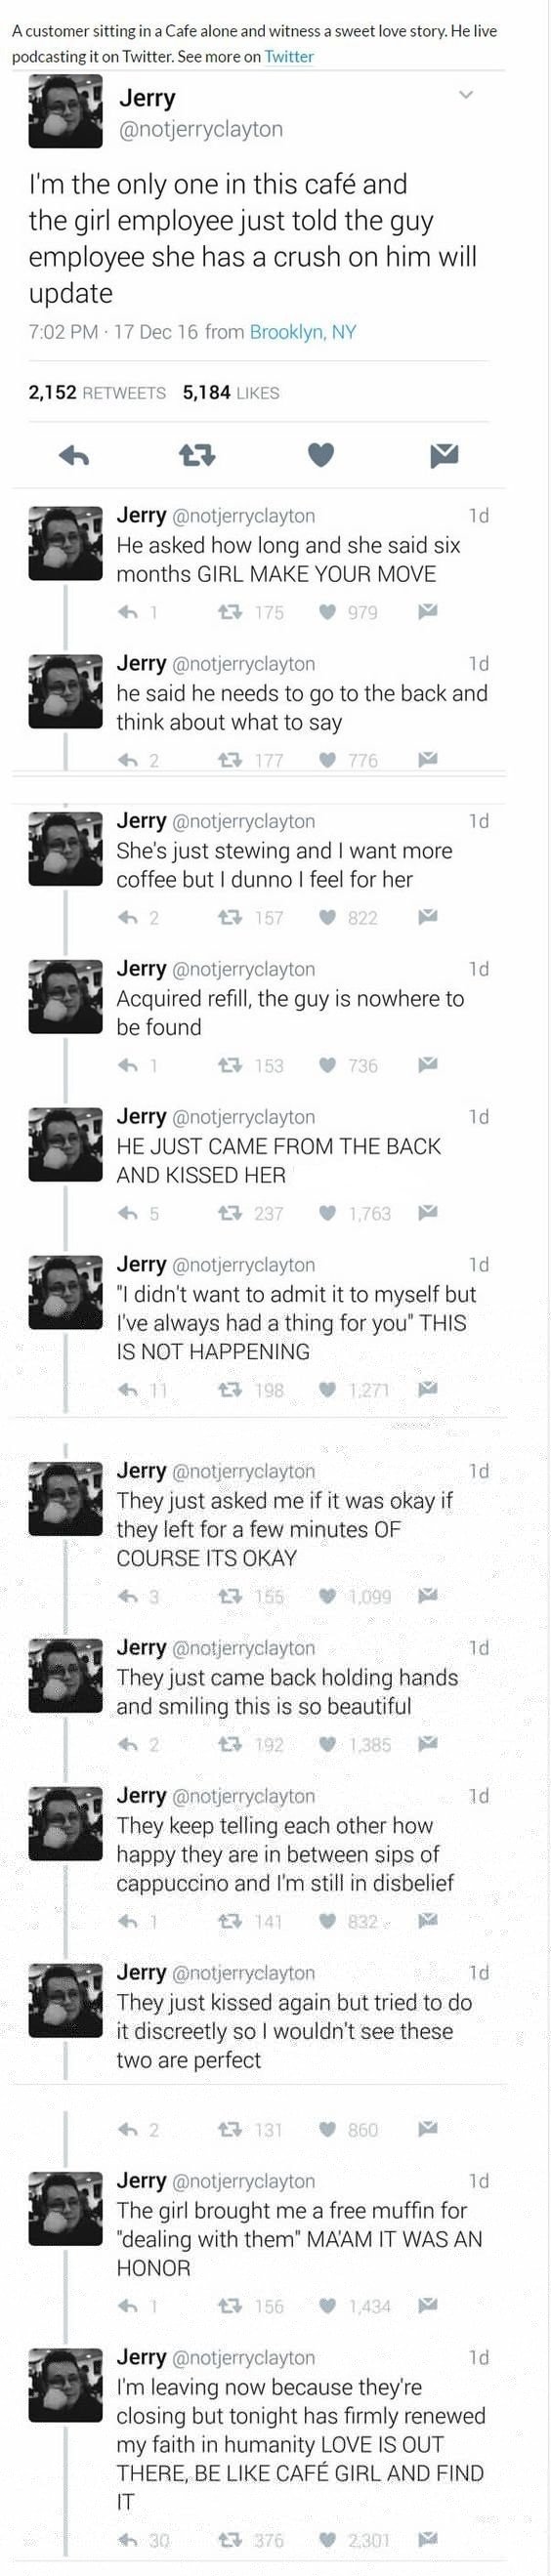 A customer sitting in a Cafe alone and witness a sweet love story. He live
podcasting it on Twitter. See more on Twitter
Jerry
@notjerryclayton
I'm the only one in this café and
the girl employee just told the guy
employee she has a crush on him will
update
7:02 PM · 17 Dec 16 from Brooklyn, NY
2,152 RETWEETS 5,184 LIKES
Jerry @notjerryclayton 1d
He asked how long and she said six
months GIRL MAKE YOUR MOVE
1 175 979
Jerry @notjerryclayton 1d
he said he needs to go to the back and
think about what to say
2 177 776
Jerry @notjerryclayton 1d
She's just stewing and I want more
coffee but I dunno I feel for her
2 157 822
Jerry @notjerryclayton 1d
Acquired refill, the guy is nowhere to
be found
1 153 736
Jerry @notjerryclayton 1d
HE JUST CAME FROM THE BACK
AND KISSED HER
5 237 1,763
Jerry @notjerryclayton 1d
"I didn't want to admit it to myself but
I've always had a thing for you" THIS
IS NOT HAPPENING
11 198 1,271
Jerry @notjerryclayton 1d
They just asked me if it was okay if
they left for a few minutes OF
COURSE ITS OKAY
3 155 1,099
Jerry @notjerryclayton 1d
They just came back holding hands
and smiling this is so beautiful
2 192 1,385
Jerry @notjerryclayton 1d
They keep telling each other how
happy they are in between sips of
cappuccino and I'm still in disbelief
1 141 832
Jerry @notjerryclayton 1d
They just kissed again but tried to do
it discreetly so I wouldn't see these
two are perfect
2 131 860
Jerry @notjerryclayton 1d
The girl brought me a free muffin for
"dealing with them" MA'AM IT WAS AN
HONOR
1 156 1,434
Jerry @notjerryclayton 1d
I'm leaving now because they're
closing but tonight has firmly renewed
my faith in humanity LOVE IS OUT
THERE, BE LIKE CAFÉ GIRL AND FIND
IT
30 376 2,301